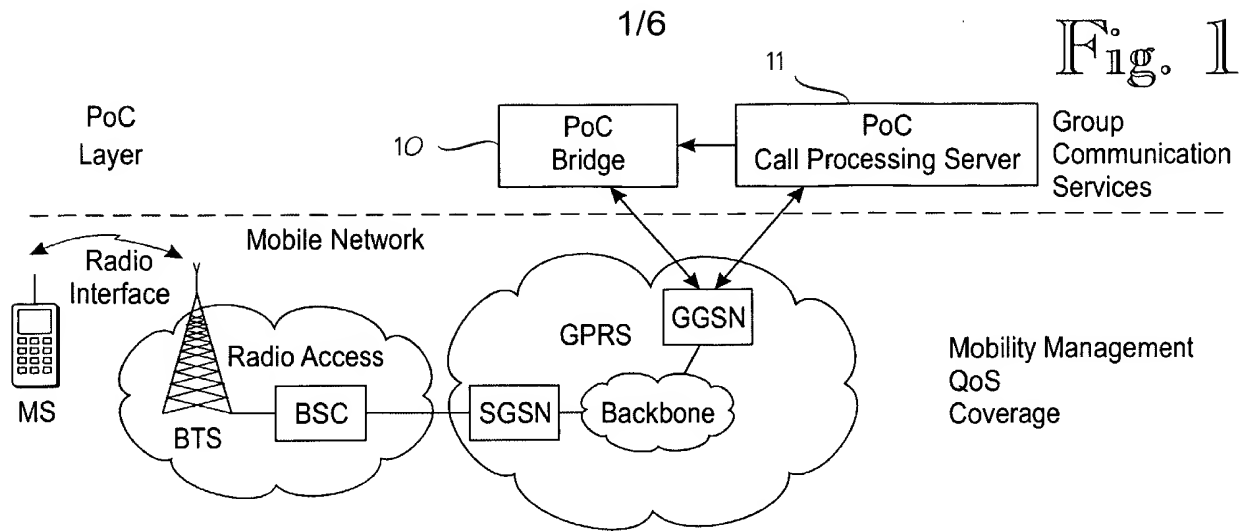 1/6
Fig. 1
PoC
Layer
10
PoC
Bridge
11
PoC
Call Processing Server
Group
Communication
Services
Mobile Network
Radio
Interface
MS
BTS
Radio Access
BSC
GPRS
SGSN
Backbone
GGSN
Mobility Management
QoS
Coverage